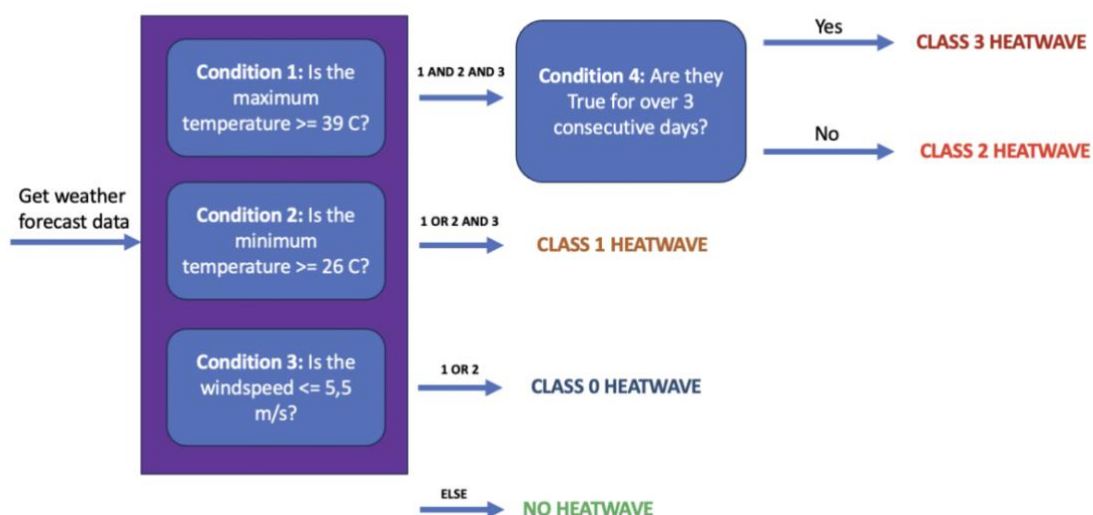 Get weather
forecast data
Condition 1: Is the
maximum
temperature >= 39 C?
Condition 2: Is the
minimum
temperature >= 26 C?
Condition 3: Is the
windspeed <= 5,5
m/s?
1 AND 2 AND 3
Condition 4: Are they
True for over 3
consecutive days?
Yes
CLASS 3 HEATWAVE
No
CLASS 2 HEATWAVE
1 OR 2 AND 3
CLASS 1 HEATWAVE
1 OR 2
CLASS 0 HEATWAVE
ELSE
NO HEATWAVE